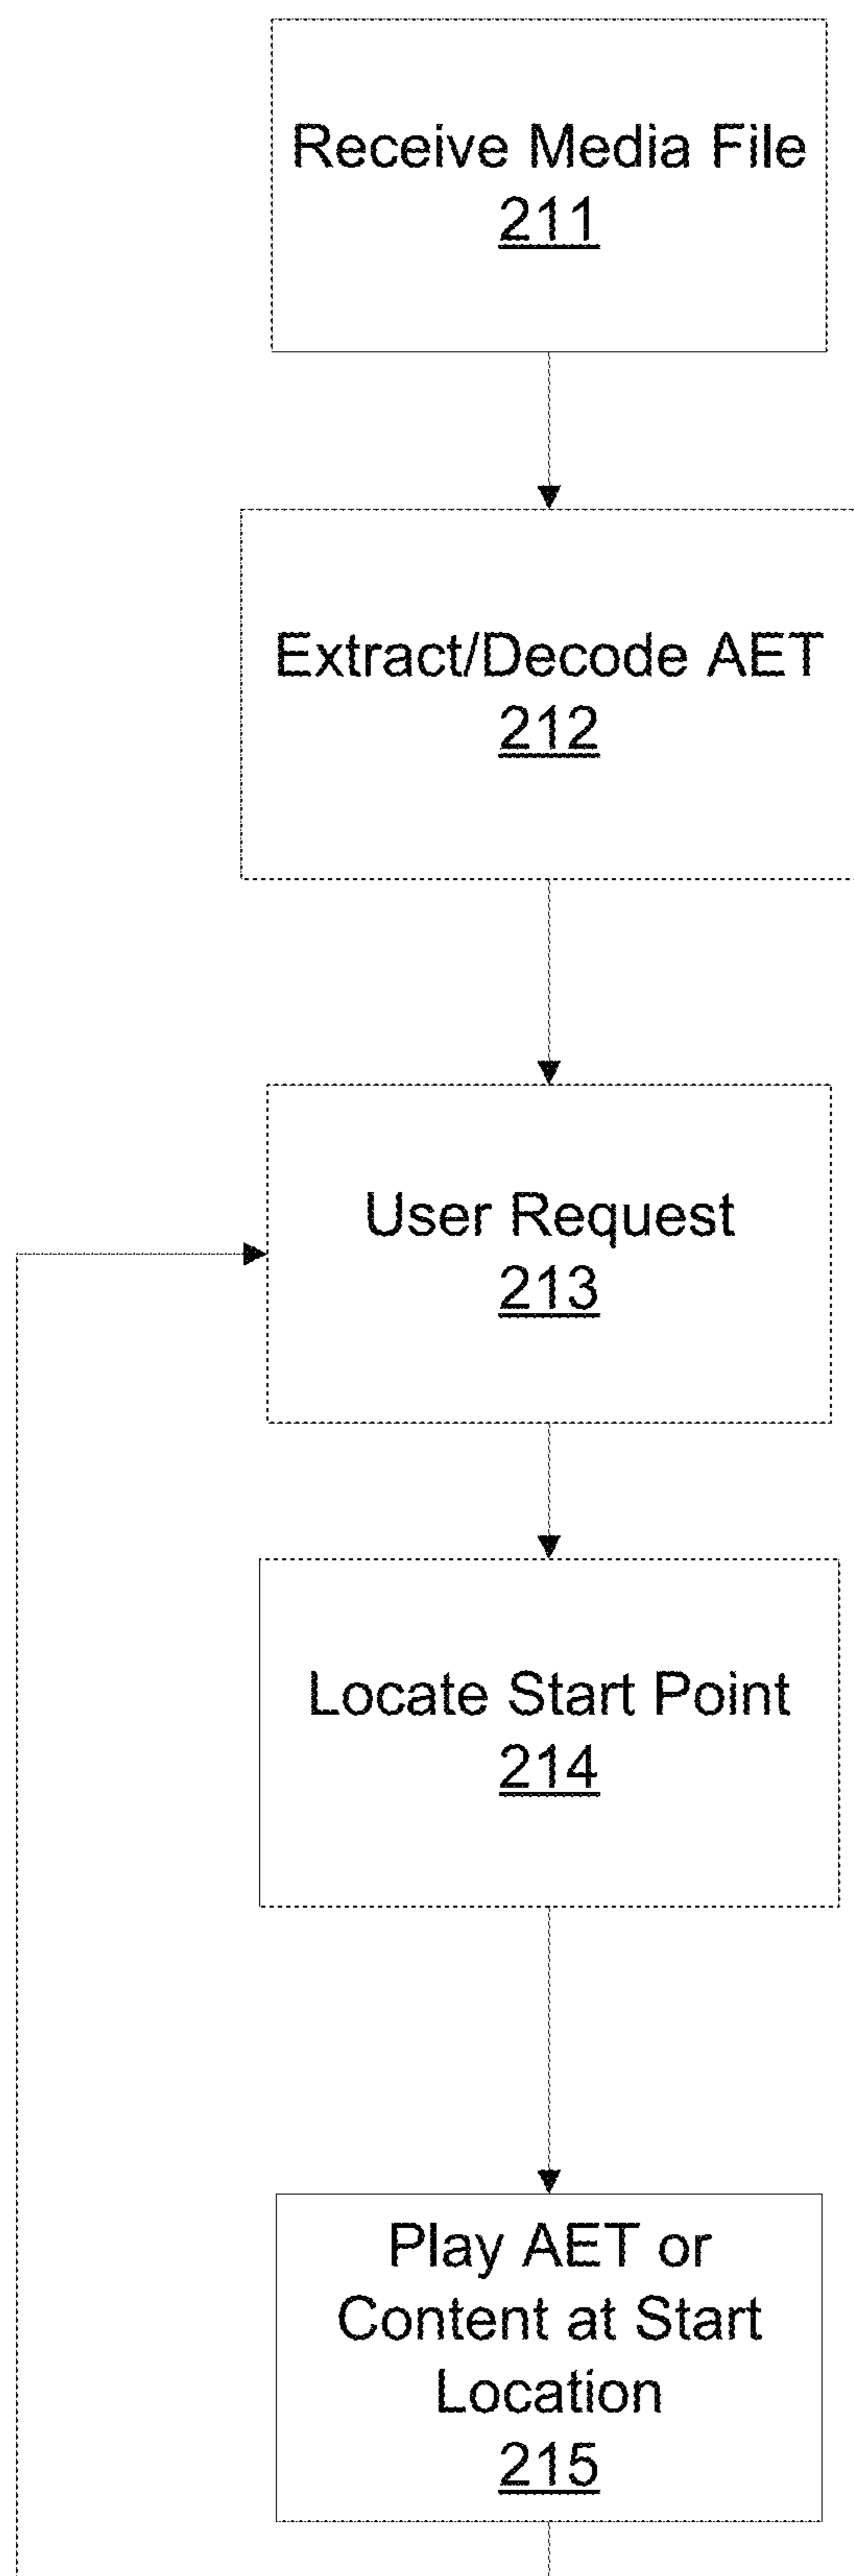 Receive Media File
211
Extract/Decode AET
212
User Request
213
Locate Start Point
214
Play AET or
Content at Start
Location
215